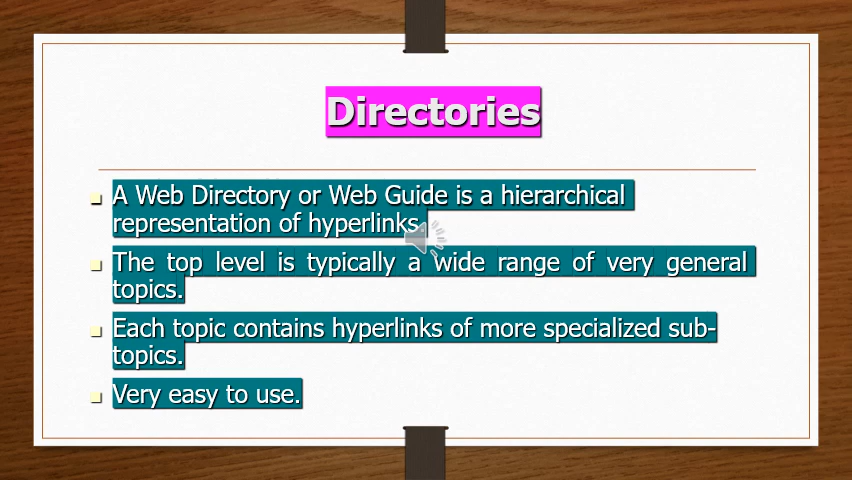 Directories
A Web Directory or Web Guide is a hierarchical
representation of hyperlinks.
The top level is typically a wide range of very general
topics.
Each topic contains hyperlinks of more specialized sub-
topics.
Very easy to use.